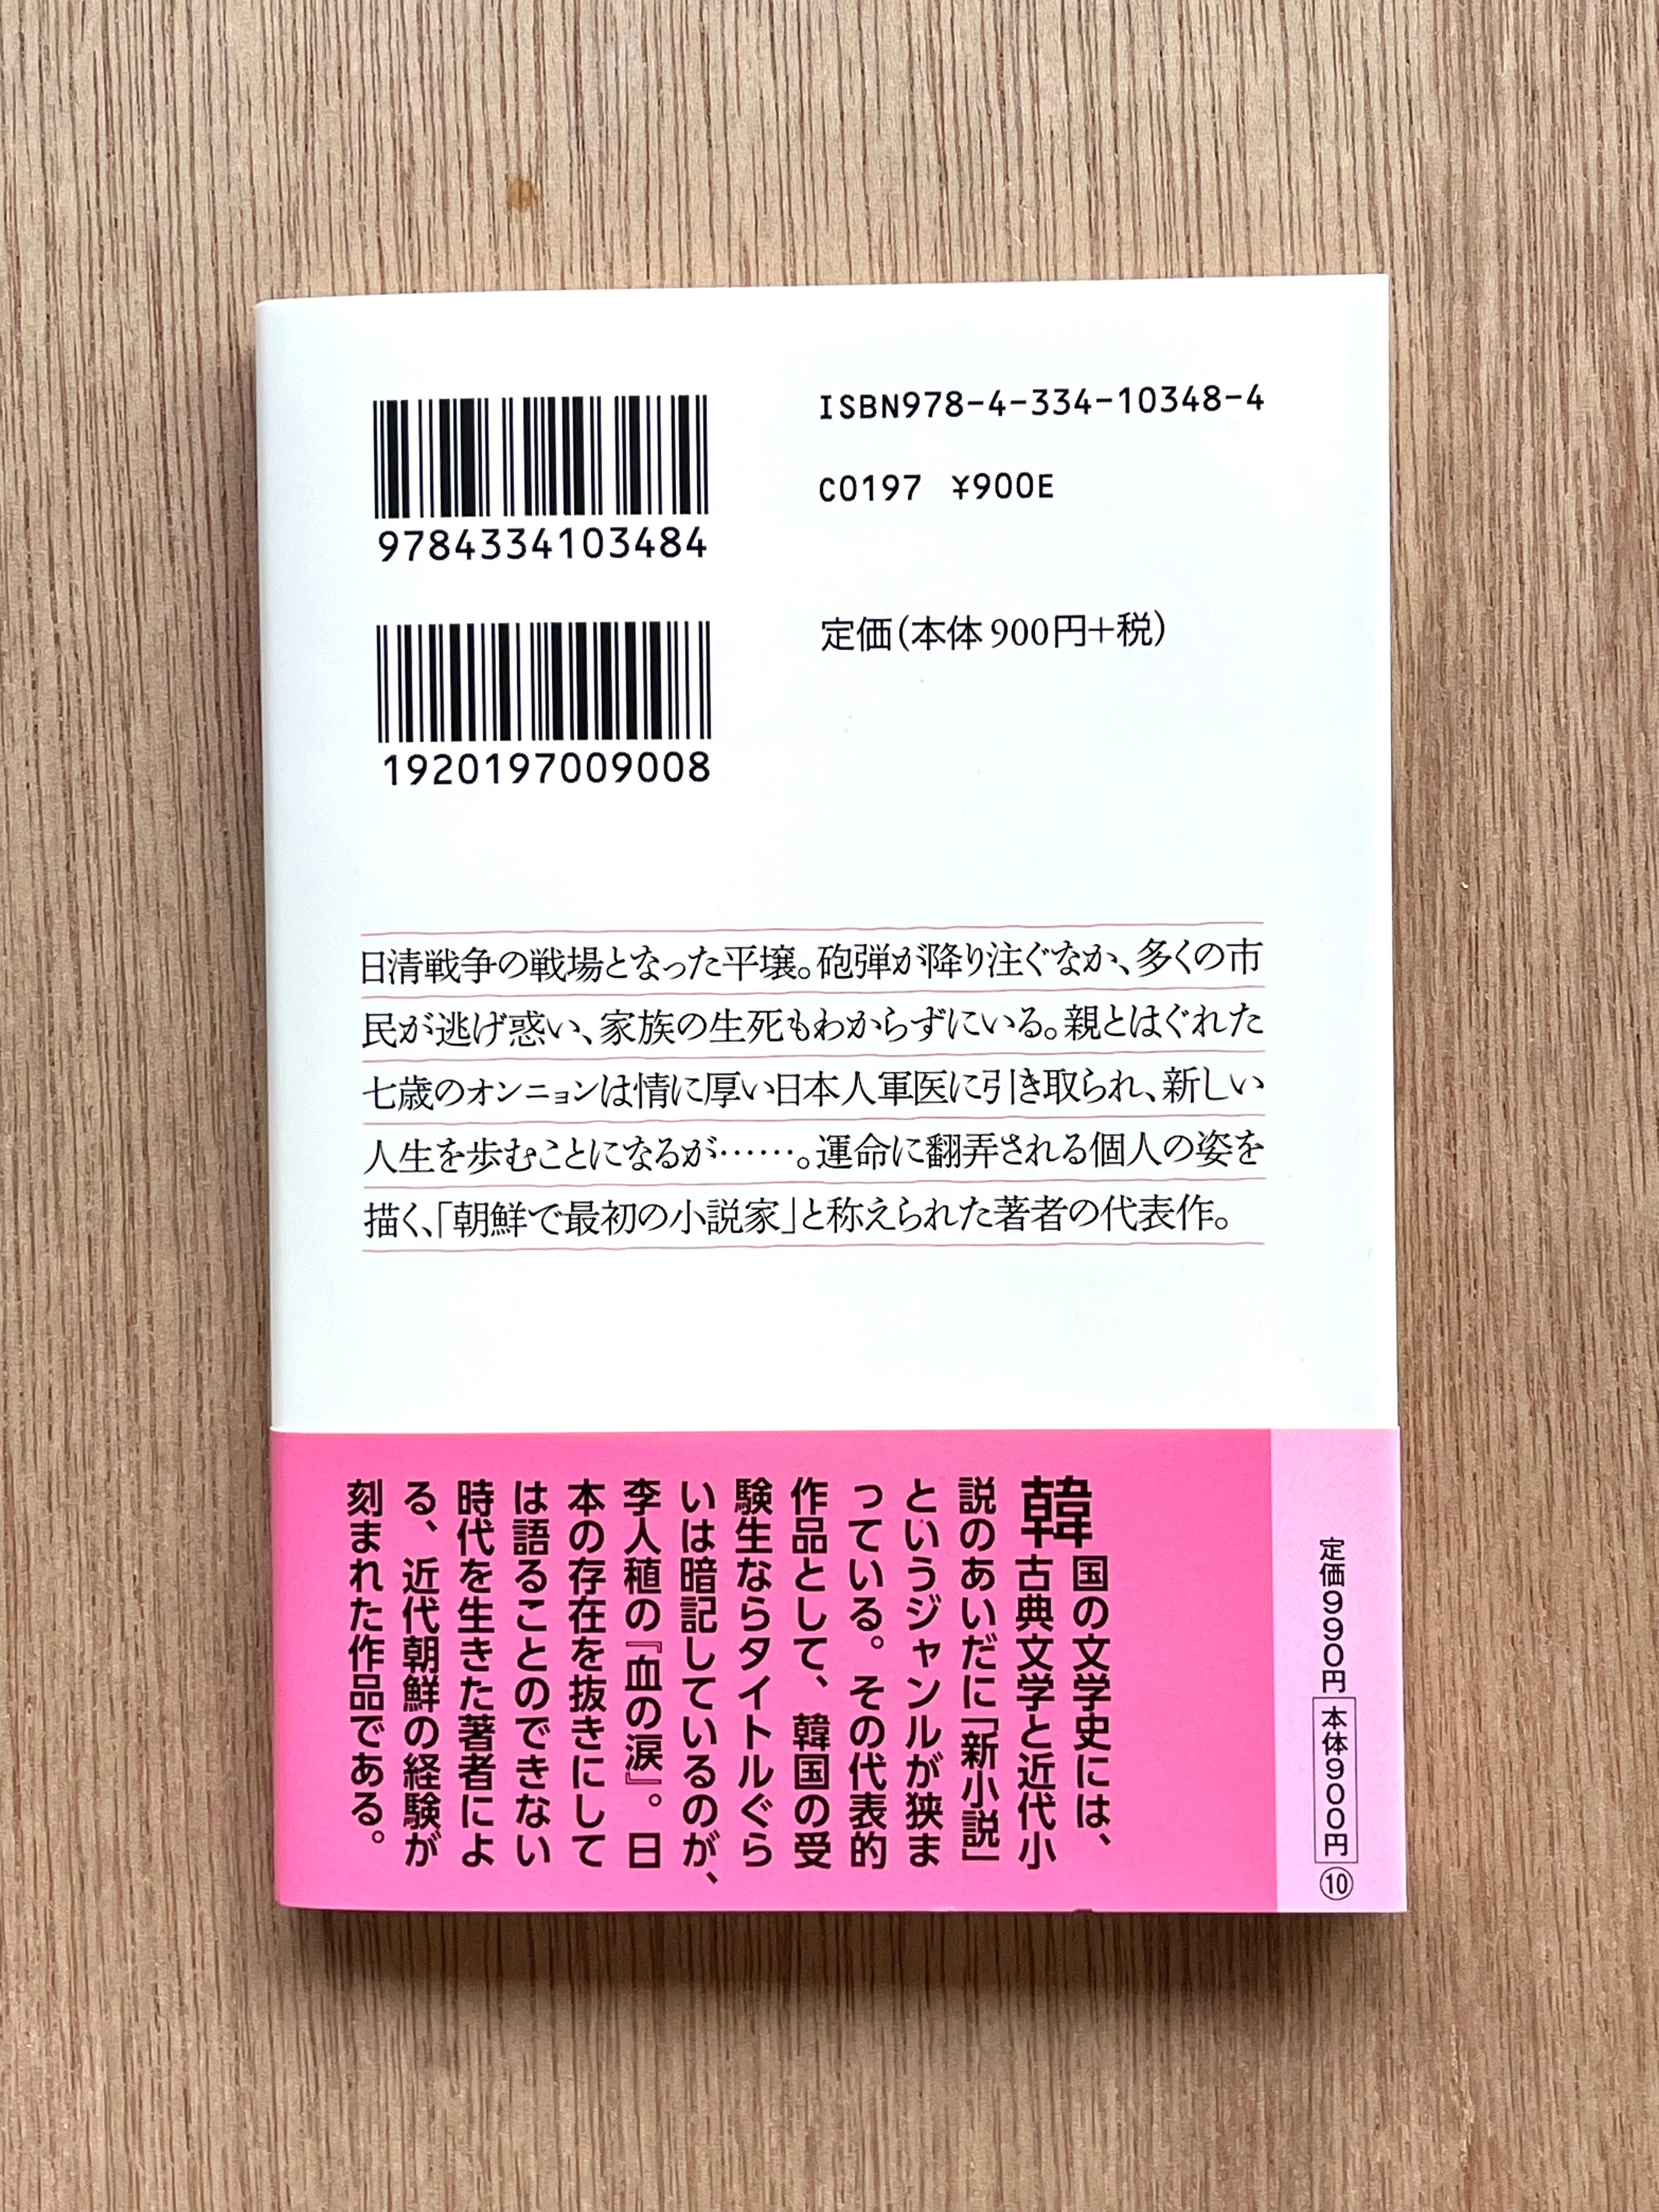 9784334103484
1920197009008
ISBN978-4-334-10348-4
C0197 ¥900E
定価(本体900円+税)
日清戦争の戦場となった平壌。砲弾が降り注ぐなか、多くの市
民が逃げ惑い、家族の生死もわからずにいる。親とはぐれた
七歳のオンニョンは情に厚い日本人軍医に引き取られ、新しい
人生を歩むことになるが……。運命に翻弄される個人の姿を
描く、「朝鮮で最初の小説家」と称えられた著者の代表作。
韓国の文学史には、
古典文学と近代小
説のあいだに「新小説」
というジャンルが狭ま
っている。その代表的
作品として、韓国の受
験生ならタイトルぐら
いは暗記しているのが、
李人稙の『血の涙』。日
本の存在を抜きにして
は語ることのできない
時代を生きた著者によ
る、近代朝鮮の経験が
刻まれた作品である。
定価990円 本体900円 ⑩